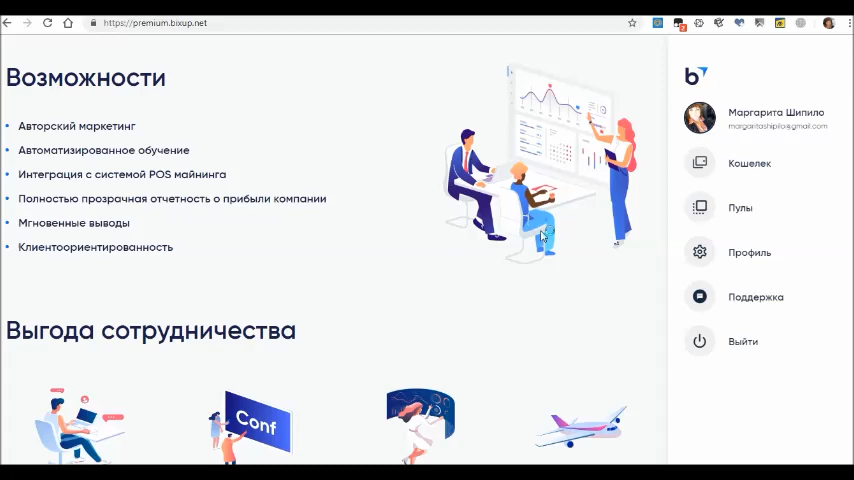 https://premium.bixup.net
Возможности
Авторский маркетинг
Автоматизированное обучение
Интеграция с системой POS майнинга
Полностью прозрачная отчетность о прибыли компании
Мгновенные выводы
Клиентоориентированность
Выгода сотрудничества
Conf
b
Маргарита Шипило
margaritashipilo@gmail.com
Кошелек
Пулы
Профиль
Поддержка
Выйти